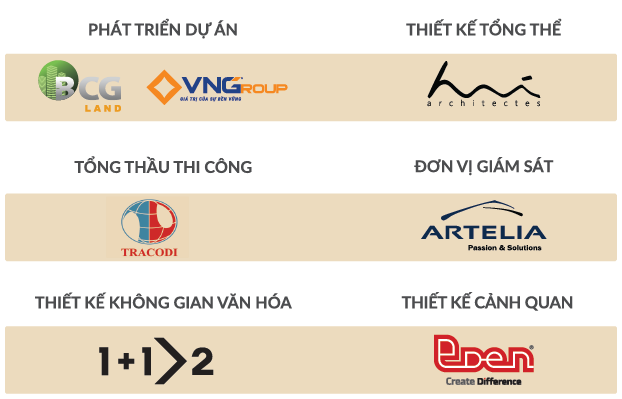 PHÁT TRIỂN DỰ ÁN
THIẾT KẾ TỔNG THỂ
BCG
LAND
VNGROUP
GIÁ TRỊ CỦA SỰ BỀN VỮNG
architectes
TỔNG THẦU THI CÔNG
ĐƠN VỊ GIÁM SÁT
TRACODI
ARTELIA
Passion & Solutions
THIẾT KẾ KHÔNG GIAN VĂN HÓA
THIẾT KẾ CẢNH QUAN
1+1>2
Eden®
Create Difference